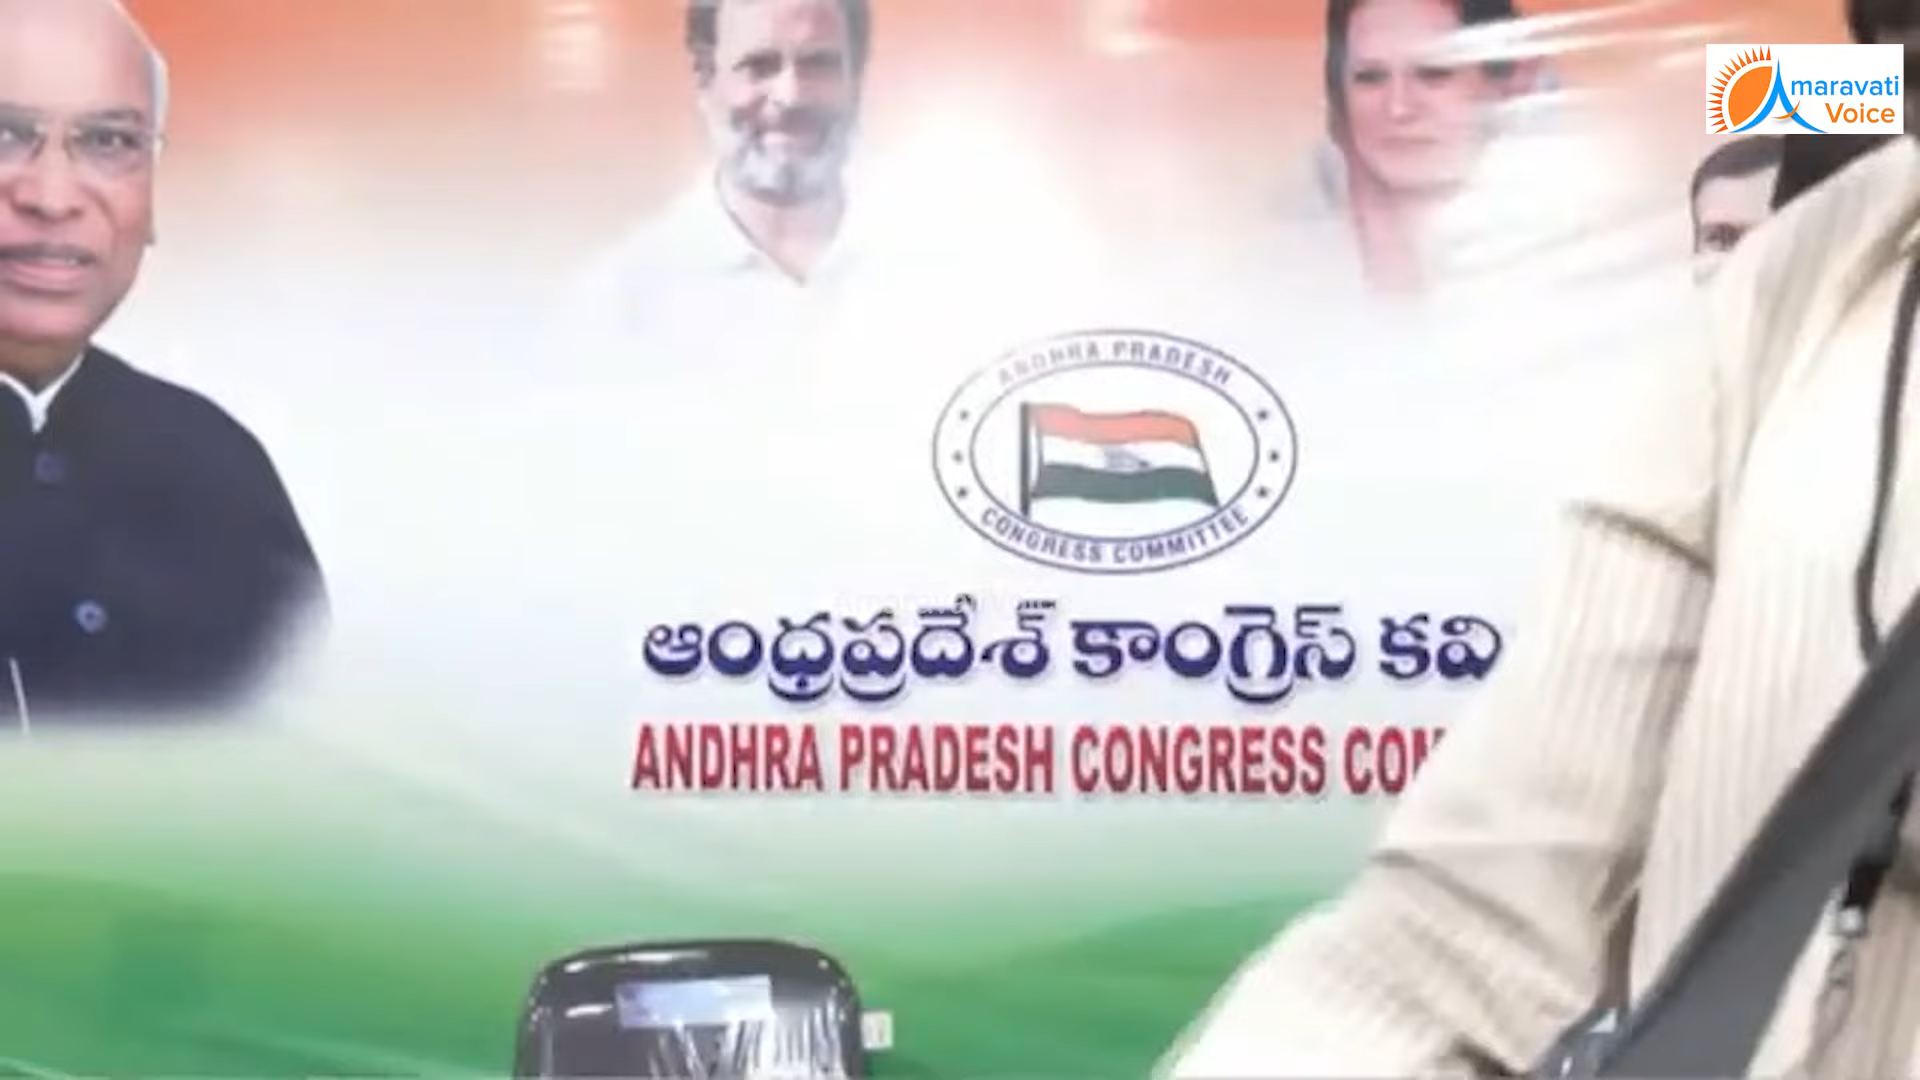 Amaravati
Voice
ANDHRA PRADESH
CONGRESS COMMITTEE
ఆంధ్రప్రదేశ్ కాంగ్రెస్ కమి
ANDHRA PRADESH CONGRESS COM